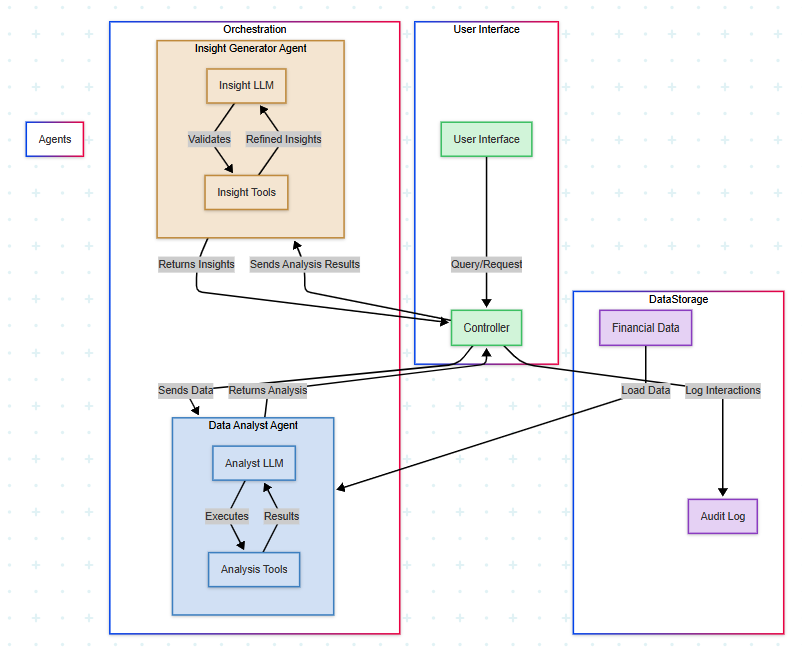 Orchestration
User Interface
Insight Generator Agent
Insight LLM
Agents
Validates
Refined Insights
User Interface
Insight Tools
Returns Insights
Sends Analysis Results
Query/Request
DataStorage
Controller
Financial Data
Sends Data
Returns Analysis
Load Data
Log Interactions
Data Analyst Agent
Analyst LLM
Executes
Results
Audit Log
Analysis Tools